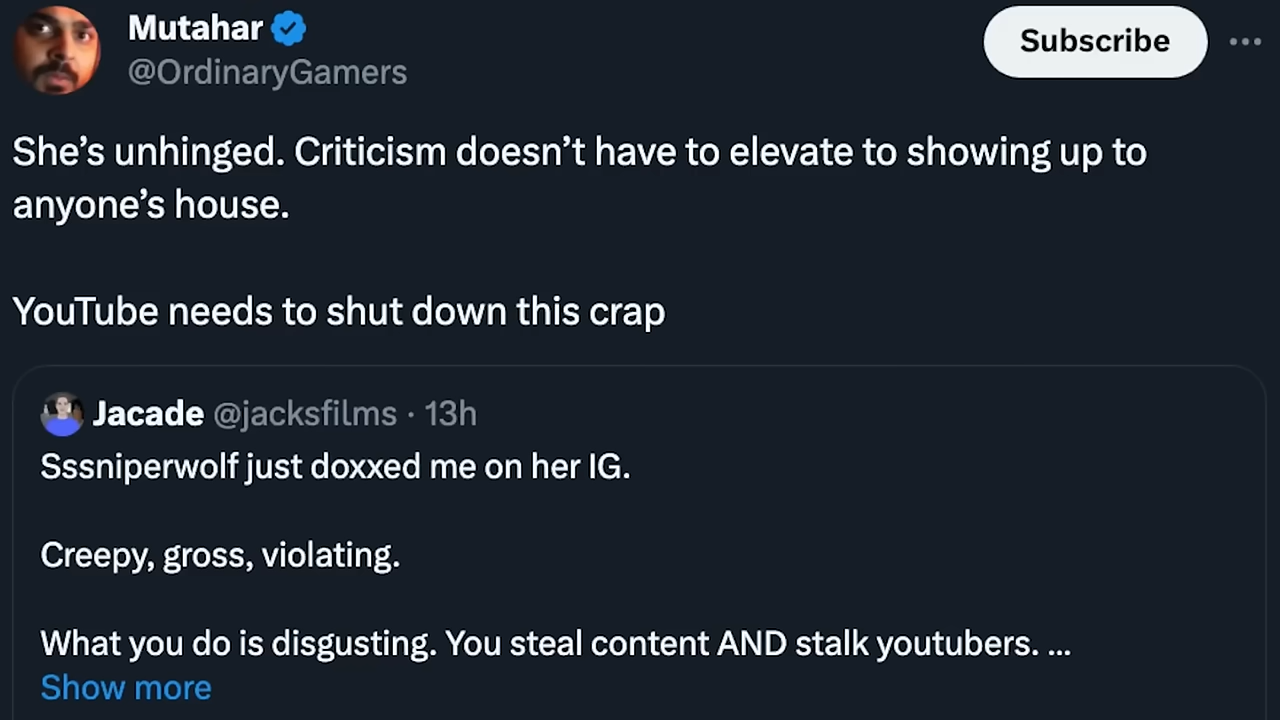 Mutahar
@OrdinaryGamers
Subscribe
She’s unhinged. Criticism doesn’t have to elevate to showing up to
anyone’s house.
YouTube needs to shut down this crap
Jacade @jacksfilms · 13h
Sssniperwolf just doxxed me on her IG.
Creepy, gross, violating.
What you do is disgusting. You steal content AND stalk youtubers. ...
Show more